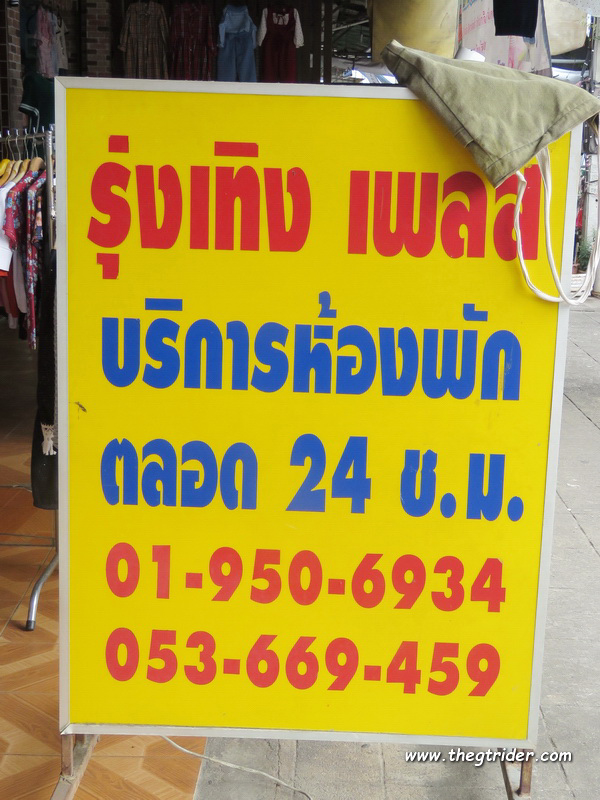 รุ่งเทิง เพลส
บริการห้องพัก
ตลอด 24 ช.ม.
01-950-6934
053-669-459
www.thegtrider.com